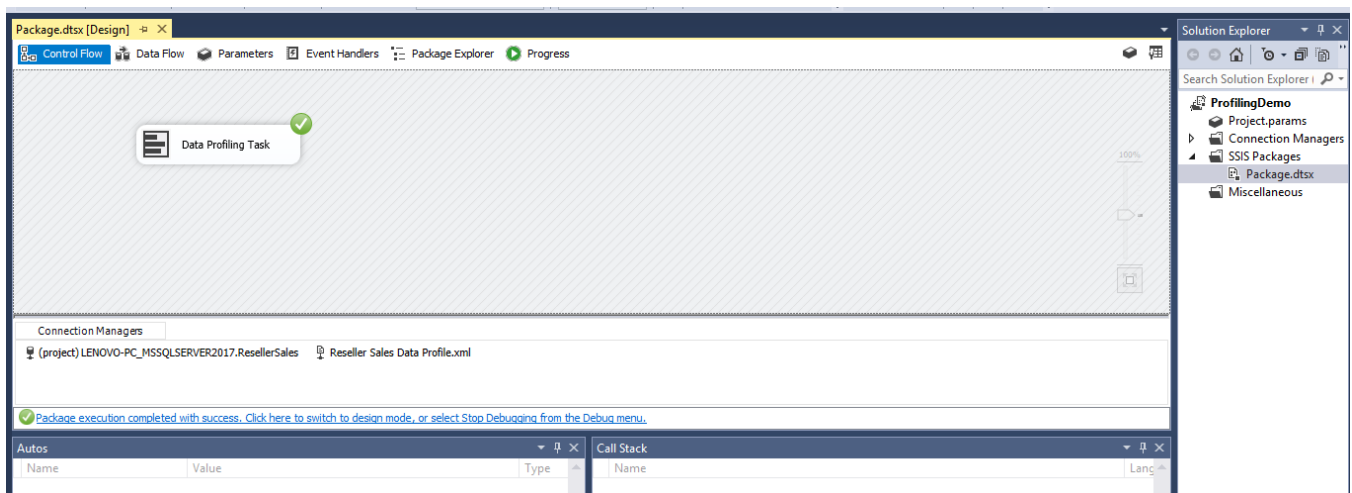 Package.dtsx [Design]
Control Flow Data Flow Parameters Event Handlers Package Explorer Progress
Data Profiling Task
100%
Connection Managers
(project) LENOVO-PC_MSSQLSERVER2017.ResellerSales Reseller Sales Data Profile.xml
Package execution completed with success. Click here to switch to design mode, or select Stop Debugging from the Debug menu.
Autos
Name Value Type
Call Stack
Name Lang
Solution Explorer
Search Solution Explorer (
ProfilingDemo
Project.params
Connection Managers
SSIS Packages
Package.dtsx
Miscellaneous